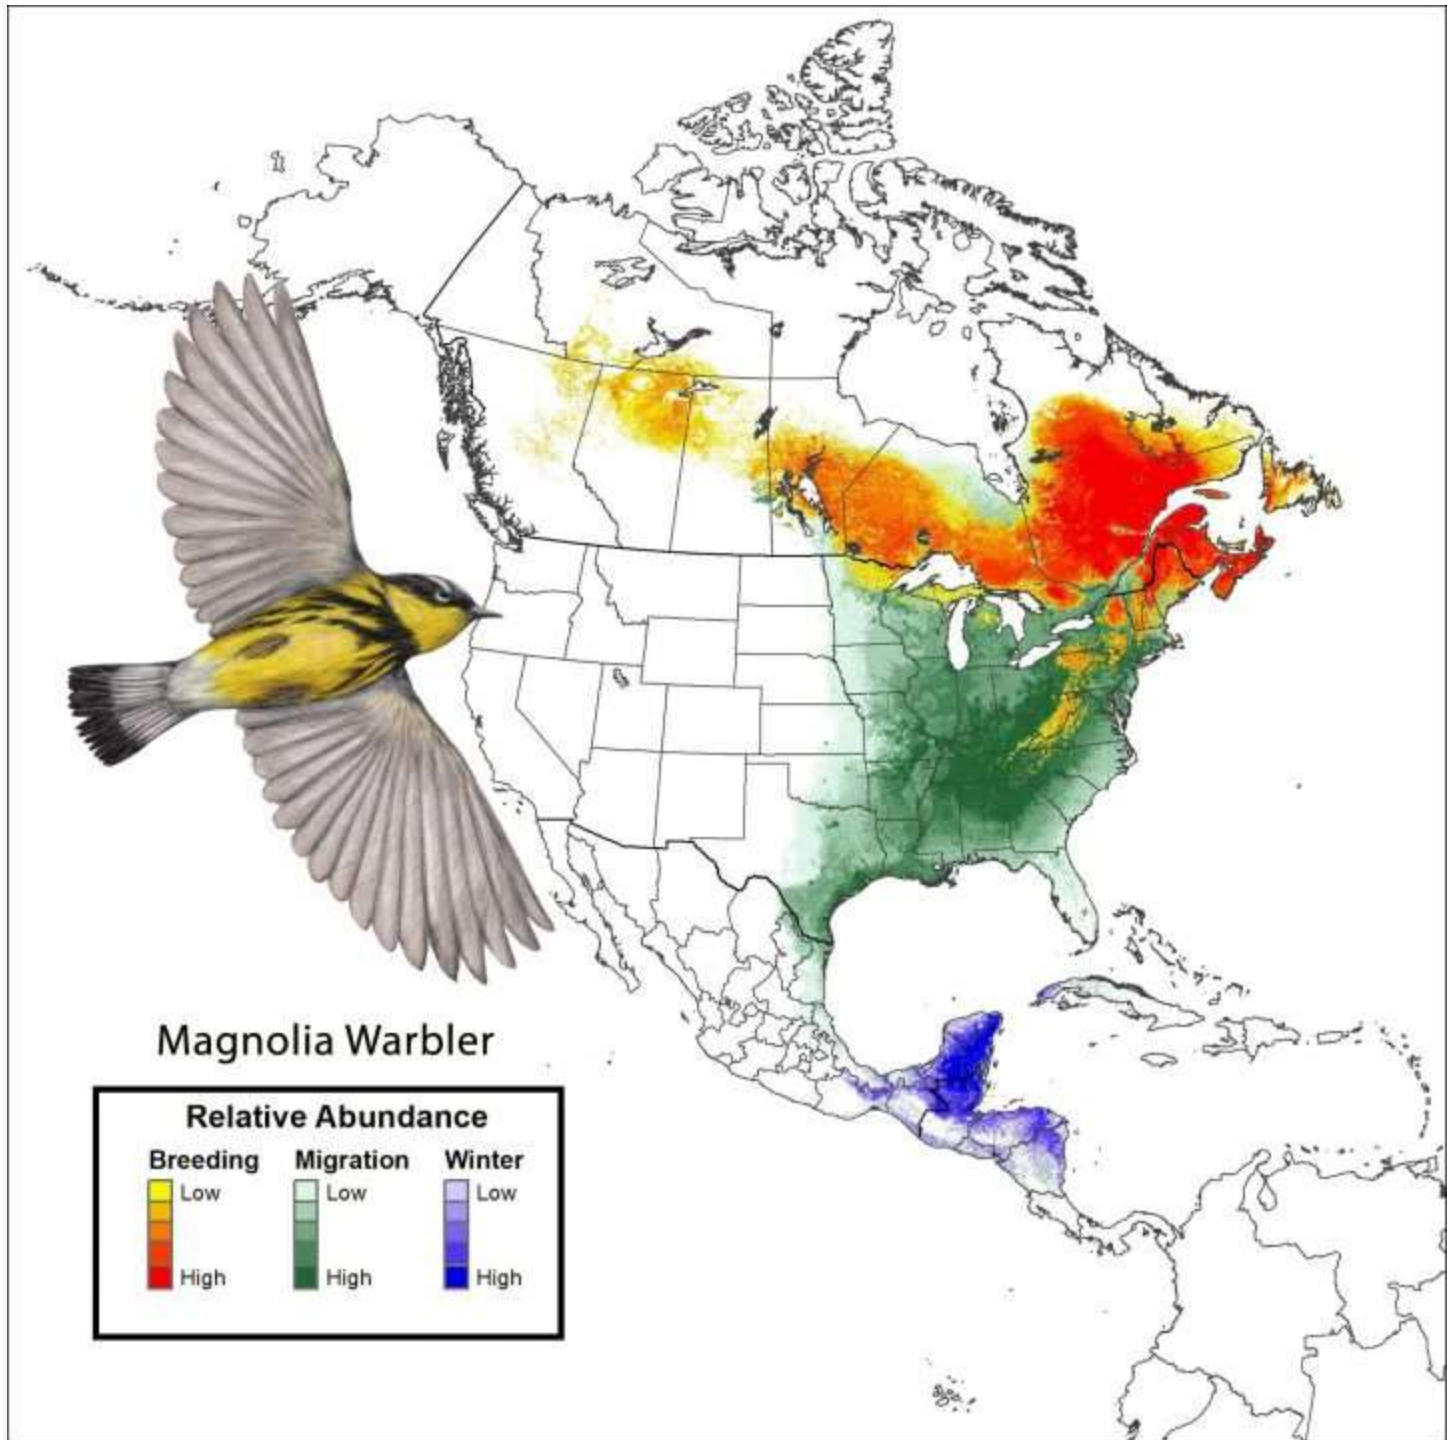 Magnolia Warbler
Relative Abundance
Breeding Migration Winter
Low Low Low
High High High